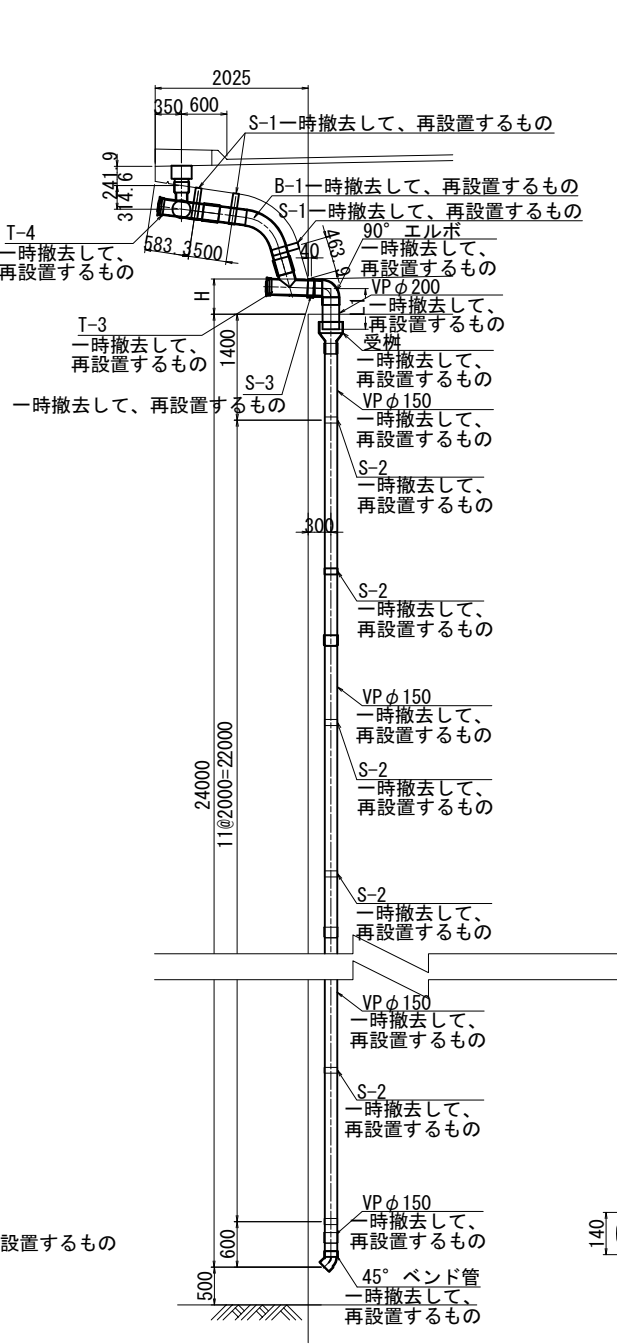 2025
350 600
S-1一時撤去して、再設置するもの
241.9
314.6
B-1一時撤去して、再設置するもの
S-1一時撤去して、再設置するもの
T-4
一時撤去して、
再設置するもの
583 3500
40
463.9
90° エルボ
一時撤去して、
再設置するもの
H
L
VPφ200
一時撤去して、
再設置するもの
T-3
一時撤去して、
再設置するもの
1400
受桝
一時撤去して、
再設置するもの
S-3
一時撤去して、再設置するもの
VPφ150
一時撤去して、
再設置するもの
S-2
一時撤去して、
再設置するもの
300
S-2
一時撤去して、
再設置するもの
VPφ150
一時撤去して、
再設置するもの
24000
11@2000=22000
S-2
一時撤去して、
再設置するもの
S-2
一時撤去して、
再設置するもの
VPφ150
一時撤去して、
再設置するもの
S-2
一時撤去して、
再設置するもの
VPφ150
一時撤去して、
再設置するもの
設置するもの
140
600
500
45° ベンド管
一時撤去して、
再設置するもの